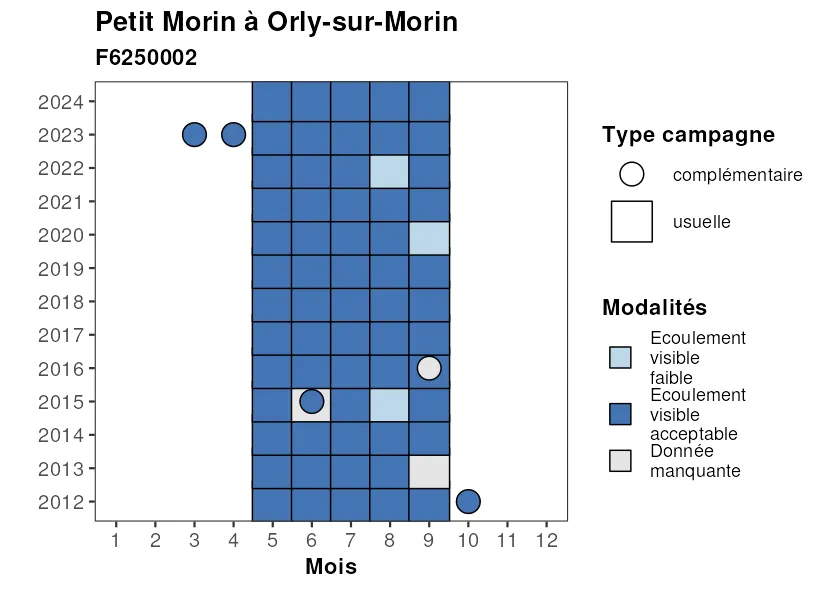 Petit Morin à Orly-sur-Morin
F6250002
2024
2023
2022
2021
2020
2019
2018
2017
2016
2015
2014
2013
2012
1 2 3 4 5 6 7 8 9 10 11 12
Mois
Type campagne
complémentaire
usuelle
Modalités
Ecoulement
visible
faible
Ecoulement
visible
acceptable
Donnée
manquante